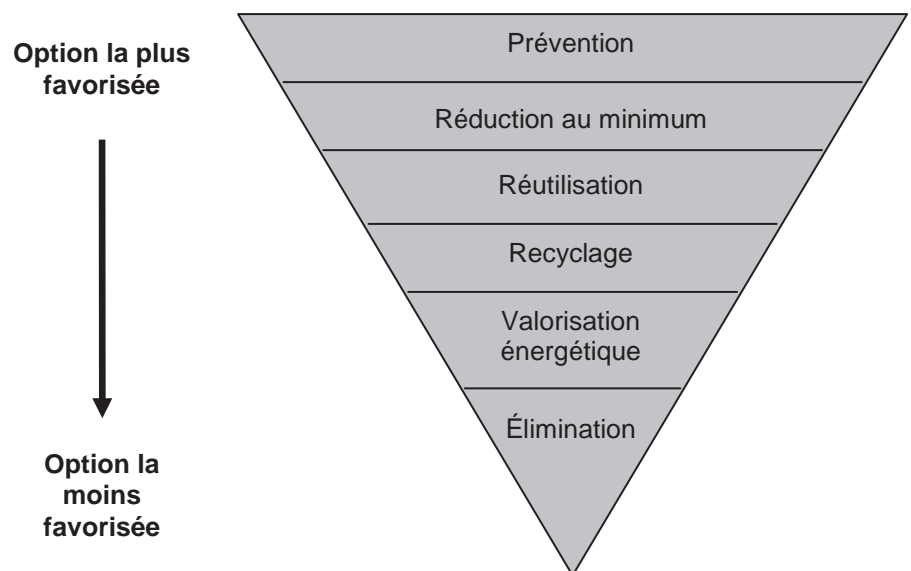 Option la plus
favorisée
Prévention
Réduction au minimum
Réutilisation
Recyclage
Valorisation
énergétique
Élimination
Option la
moins
favorisée